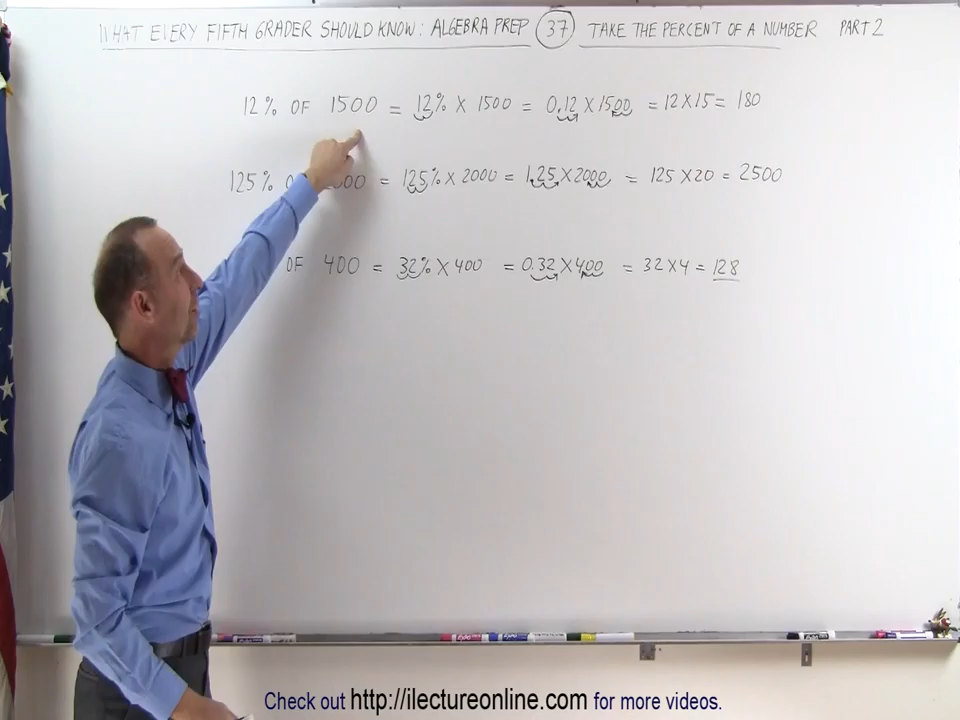 WHAT EVERY FIFTH GRADER SHOULD KNOW: ALGEBRA PREP 37 TAKE THE PERCENT OF A NUMBER PART 2
12% OF 1500 = 12% X 1500 = 0.12 X 1500 = 12 X 15 = 180
125% = 125% X 2000 = 1.25 X 2000 = 125 X 20 = 2500
OF 400 = 32% X 400 = 0.32 X 400 = 32 X 4 = 128
Check out http://ilectureonline.com for more videos.